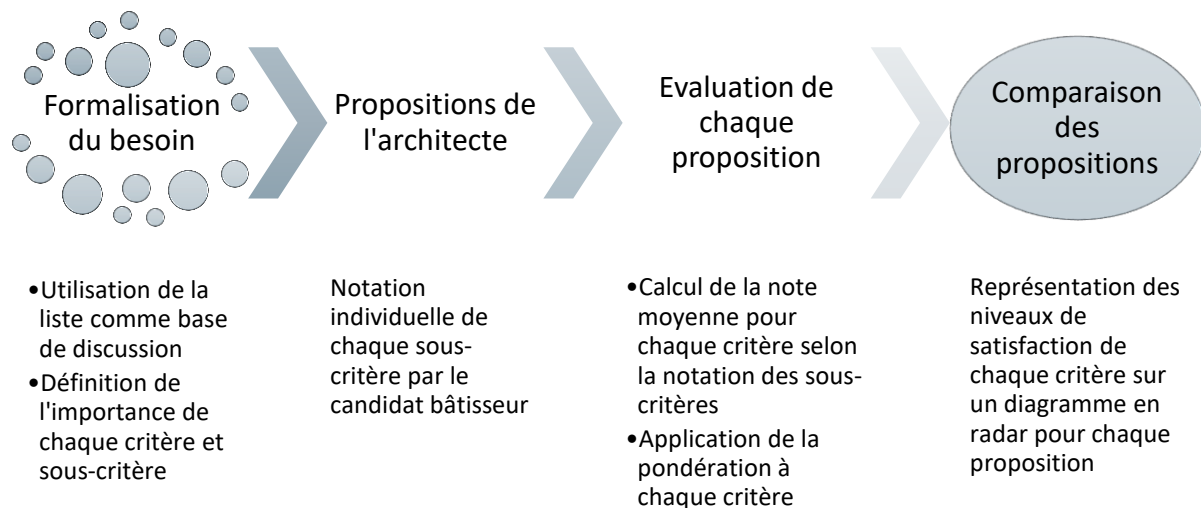 Formalisation
du besoin
Propositions de
l'architecte
Evaluation de
chaque
proposition
Comparaison
des
propositions
•Utilisation de la
liste comme base
de discussion
•Définition de
l'importance de
chaque critère et
sous-critère
Notation
individuelle de
chaque sous-
critère par le
candidat bâtisseur
•Calcul de la note
moyenne pour
chaque critère selon
la notation des sous-
critères
•Application de la
pondération à
chaque critère
Représentation des
niveaux de
satisfaction de
chaque critère sur
un diagramme en
radar pour chaque
proposition